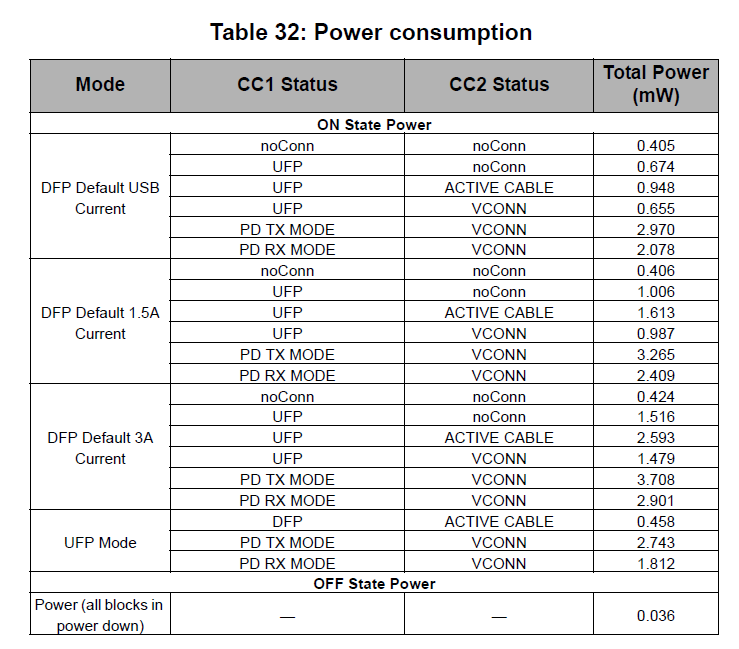 Table 32: Power consumption
Mode CC1 Status CC2 Status Total Power (mW)
ON State Power
DFP Default USB Current
noConn noConn 0.405
UFP noConn 0.674
UFP ACTIVE CABLE 0.948
UFP VCONN 0.655
PD TX MODE VCONN 2.970
PD RX MODE VCONN 2.078
DFP Default 1.5A Current
noConn noConn 0.406
UFP noConn 1.006
UFP ACTIVE CABLE 1.613
UFP VCONN 0.987
PD TX MODE VCONN 3.265
PD RX MODE VCONN 2.409
DFP Default 3A Current
noConn noConn 0.424
UFP noConn 1.516
UFP ACTIVE CABLE 2.593
UFP VCONN 1.479
PD TX MODE VCONN 3.708
PD RX MODE VCONN 2.901
UFP Mode
DFP ACTIVE CABLE 0.458
PD TX MODE VCONN 2.743
PD RX MODE VCONN 1.812
OFF State Power
Power (all blocks in power down) — — 0.036